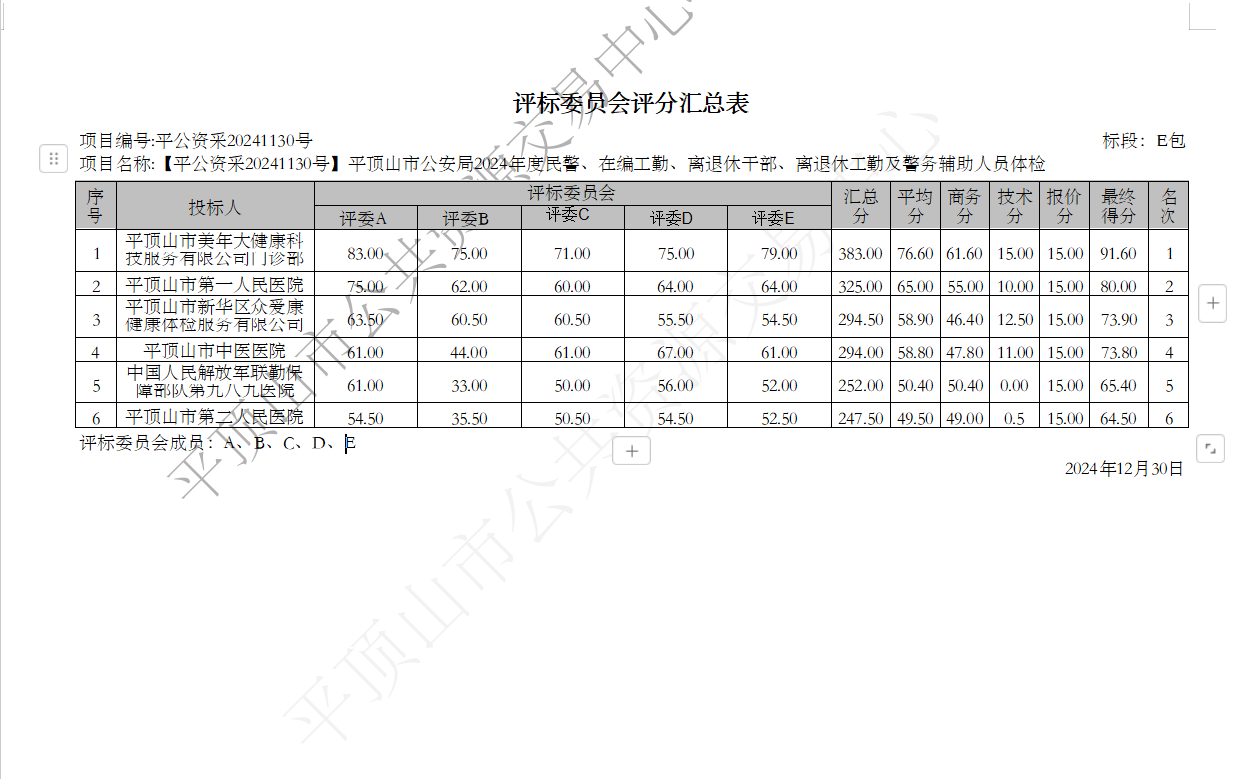 评标委员会评分汇总表
项目编号:平公资采20241130号 标段：E包
项目名称:【平公资采20241130号】平顶山市公安局2024年度民警、在编工勤、离退休干部、离退休工勤及警务辅助人员体检
序号 投标人 评标委员会 汇总分 平均分 商务分 技术分 报价分 最终得分 名次
评委A 评委B 评委C 评委D 评委E
1 平顶山市美年大健康科技服务有限公司门诊部 83.00 75.00 71.00 75.00 79.00 383.00 76.60 61.60 15.00 15.00 91.60 1
2 平顶山市第一人民医院 75.00 62.00 60.00 64.00 64.00 325.00 65.00 55.00 10.00 15.00 80.00 2
3 平顶山市新华区众爱康健康体检服务有限公司 63.50 60.50 60.50 55.50 54.50 294.50 58.90 46.40 12.50 15.00 73.90 3
4 平顶山市中医医院 61.00 44.00 61.00 67.00 61.00 294.00 58.80 47.80 11.00 15.00 73.80 4
5 中国人民解放军联勤保障部队第九八九医院 61.00 33.00 50.00 56.00 52.00 252.00 50.40 50.40 0.00 15.00 65.40 5
6 平顶山市第二人民医院 54.50 35.50 50.50 54.50 52.50 247.50 49.50 49.00 0.5 15.00 64.50 6
评标委员会成员：A、B、C、D、E
2024年12月30日
平顶山市公共资源交易中心
平顶山市公共资源交易中心